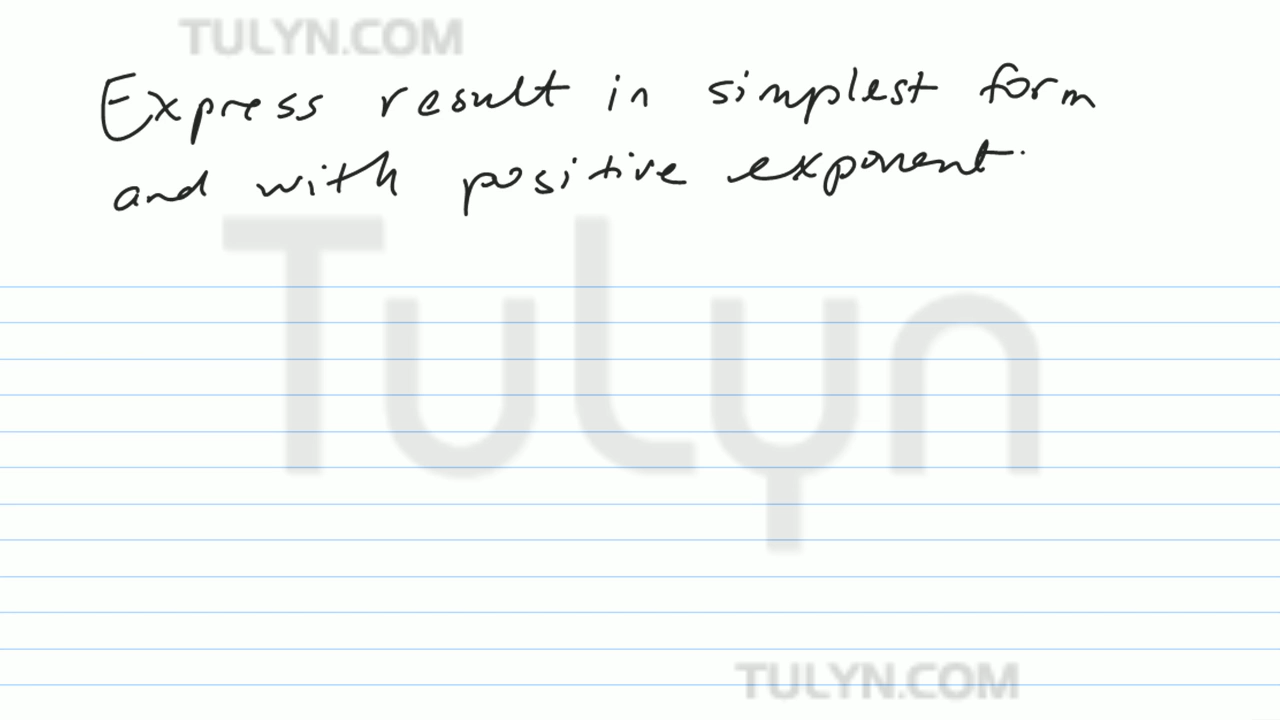 TULYN.COM
Express result in simplest form
and with positive exponent.
Tulyn
TULYN.COM